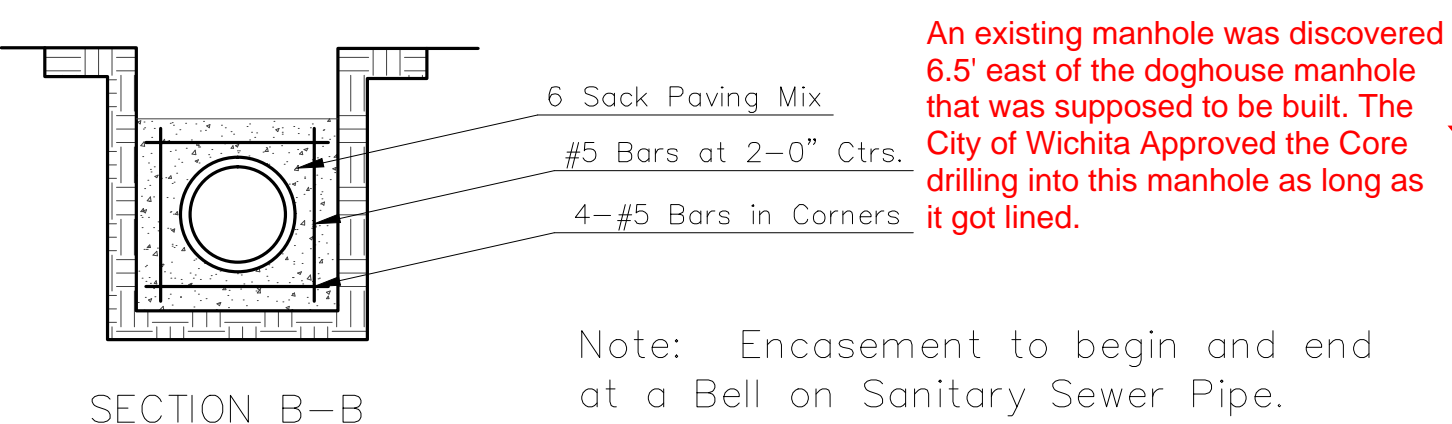 An existing manhole was discovered
6.5' east of the doghouse manhole
that was supposed to be built. The
City of Wichita Approved the Core
drilling into this manhole as long as
it got lined.
6 Sack Paving Mix
#5 Bars at 2-0" Ctrs.
4-#5 Bars in Corners
Note: Encasement to begin and end
at a Bell on Sanitary Sewer Pipe.
SECTION B-B